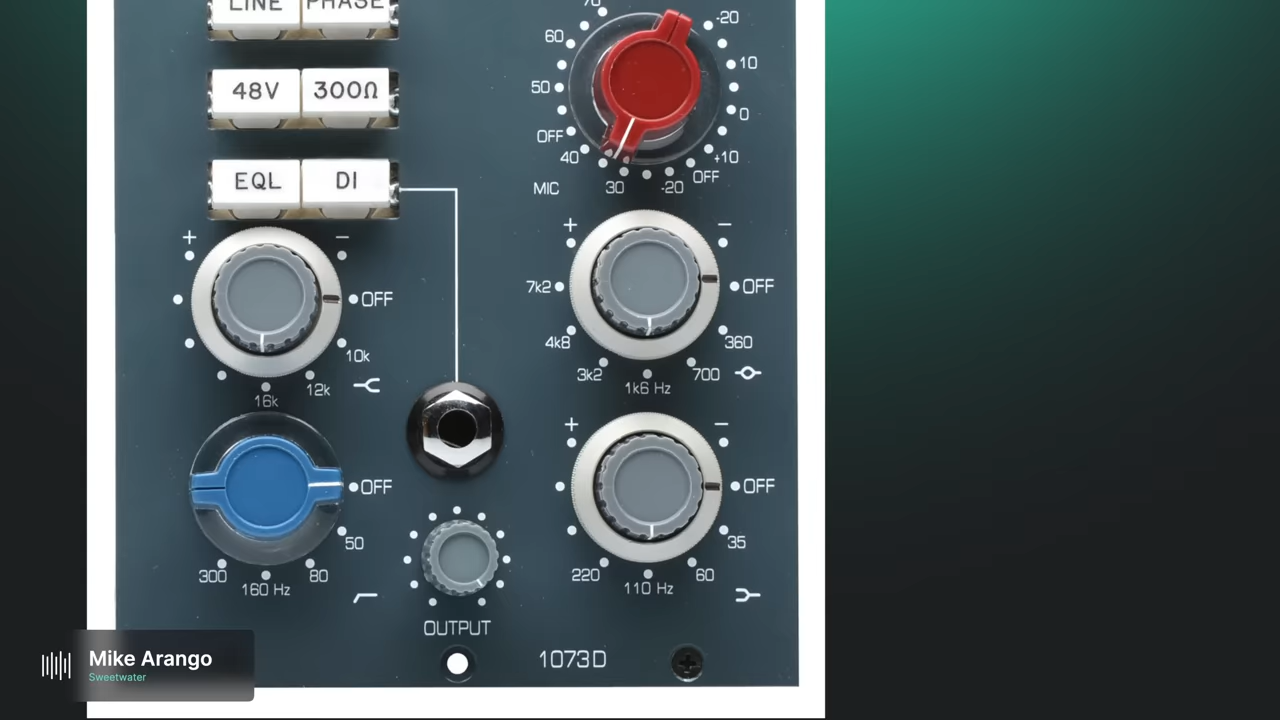 LINE PHASE
48V 300Ω
EQL DI
70
60
50
OFF
40
MIC
30
-20
OFF
+10
0
10
-20
+ −
OFF
10k
12k
16k
+ −
7k2
OFF
4k8
360
3k2
700
1k6 Hz
OFF
50
300
80
160 Hz
+ −
OFF
35
220
60
110 Hz
OUTPUT
1073D
Mike Arango
Sweetwater